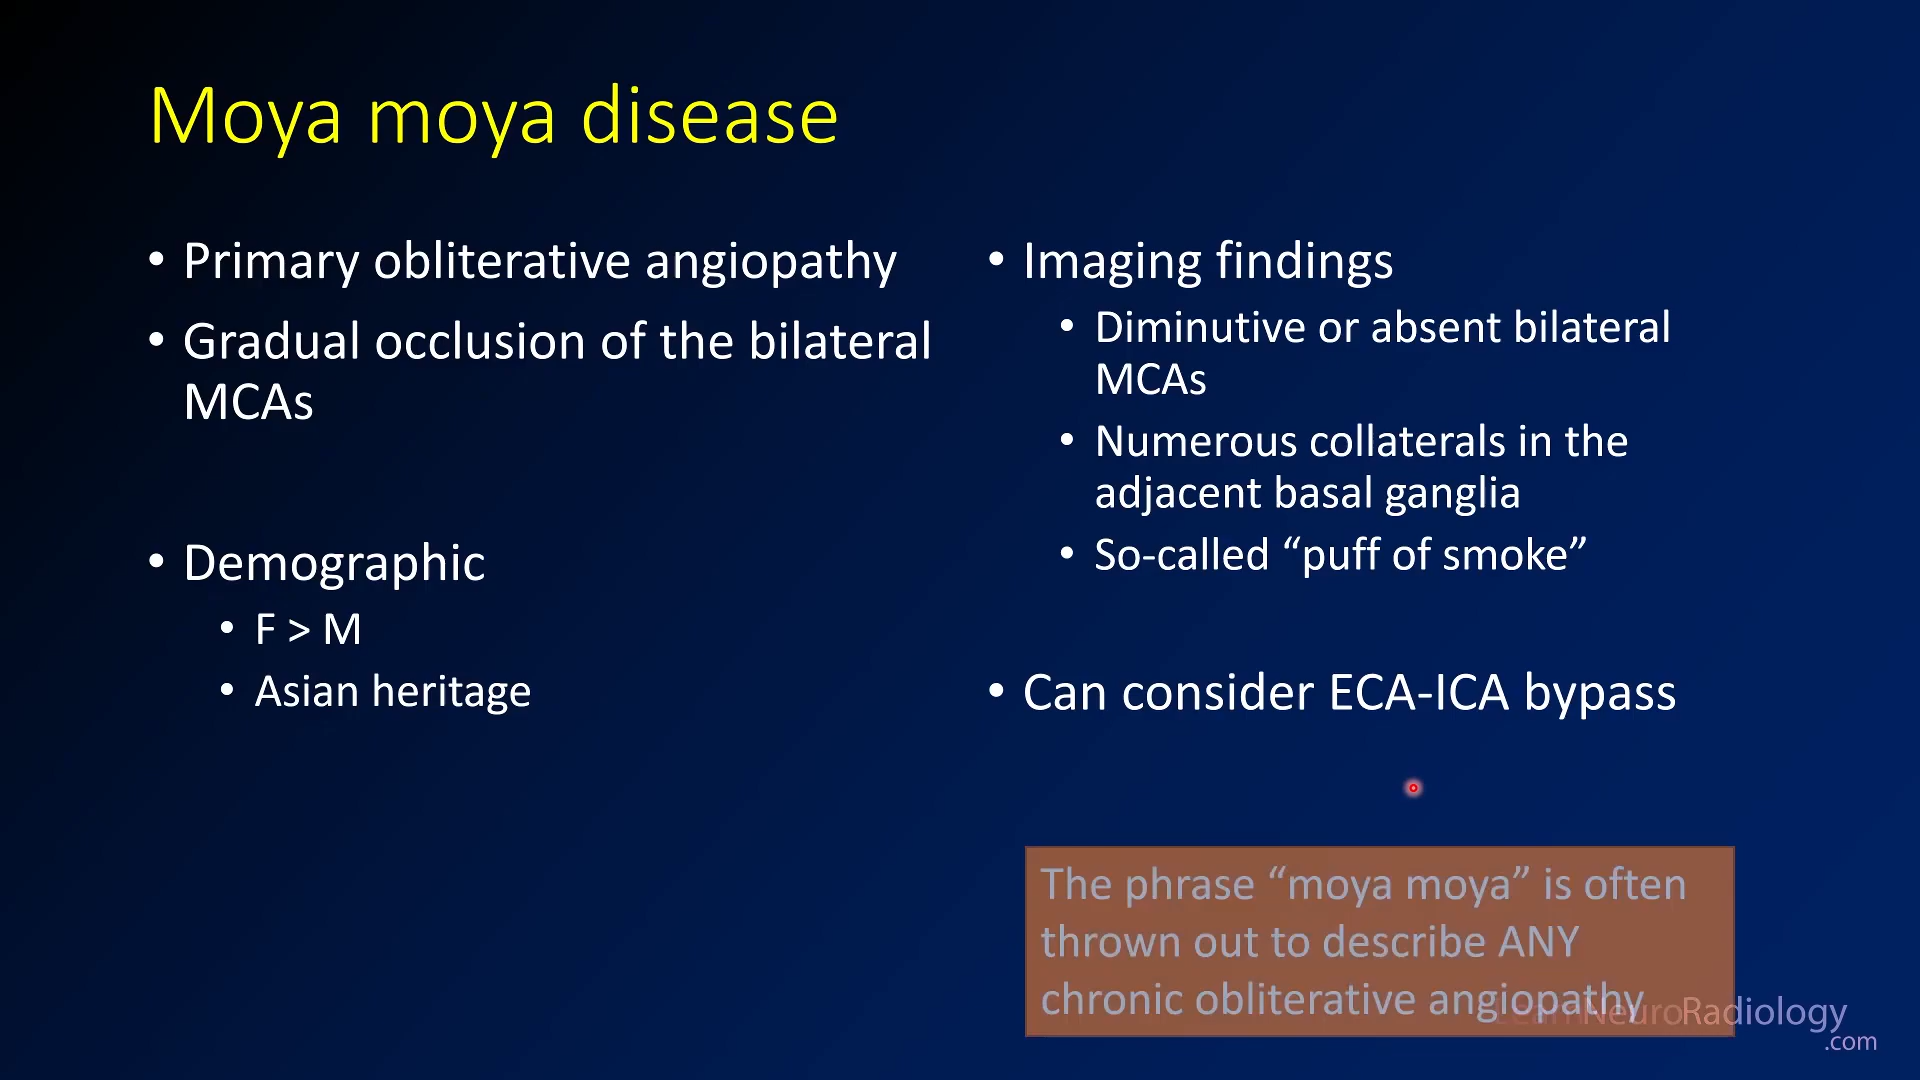 Moya moya disease
• Primary obliterative angiopathy
• Gradual occlusion of the bilateral
MCAs
• Demographic
• F > M
• Asian heritage
• Imaging findings
• Diminutive or absent bilateral
MCAs
• Numerous collaterals in the
adjacent basal ganglia
• So-called “puff of smoke”
• Can consider ECA-ICA bypass
The phrase “moya moya” is often
thrown out to describe ANY
chronic obliterative angiopathy
LearnNeuroRadiology
.com